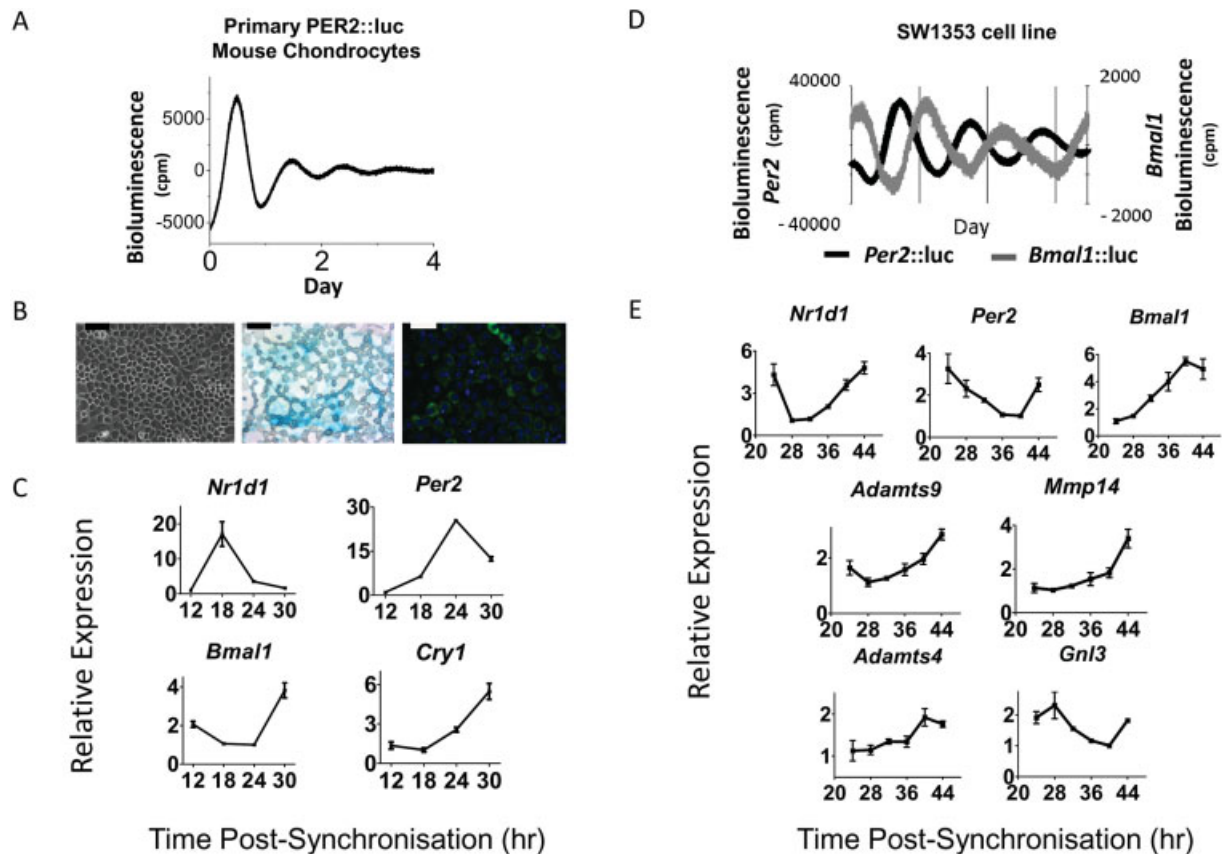 A
Primary PER2::luc
Mouse Chondrocytes
Bioluminescence
(cpm)
5000
0
-5000
0 2 4
Day
B
C
Relative Expression
Nr1d1
20
10
0
12 18 24 30
Per2
30
15
0
12 18 24 30
Bmal1
4
2
0
12 18 24 30
Cry1
6
3
0
12 18 24 30
Time Post-Synchronisation (hr)
D
SW1353 cell line
Bioluminescence
Per2 (cpm)
40000
- 40000
2000
- 2000
Bmal1
Bioluminescence
(cpm)
Day
Per2::luc Bmal1::luc
E
Relative Expression
Nr1d1
6
4
2
0
20 28 36 44
Per2
4
2
0
20 28 36 44
Bmal1
6
4
2
0
20 28 36 44
Adamts9
2
0
20 28 36 44
Mmp14
4
2
0
20 28 36 44
Adamts4
2
1
20 28 36 44
Gnl3
2
1
20 28 36 44
Time Post-Synchronisation (hr)